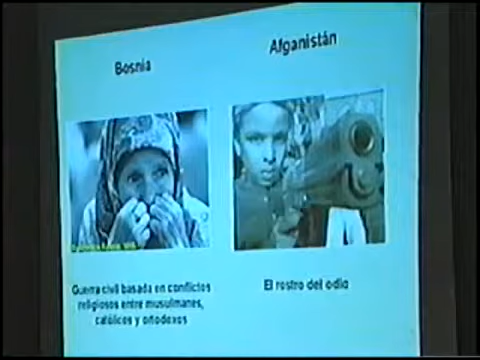 Bosnia
Afganistán
Guerra civil basada en conflictos
religiosos entre musulmanes,
católicos y ortodoxos
El rostro del odio